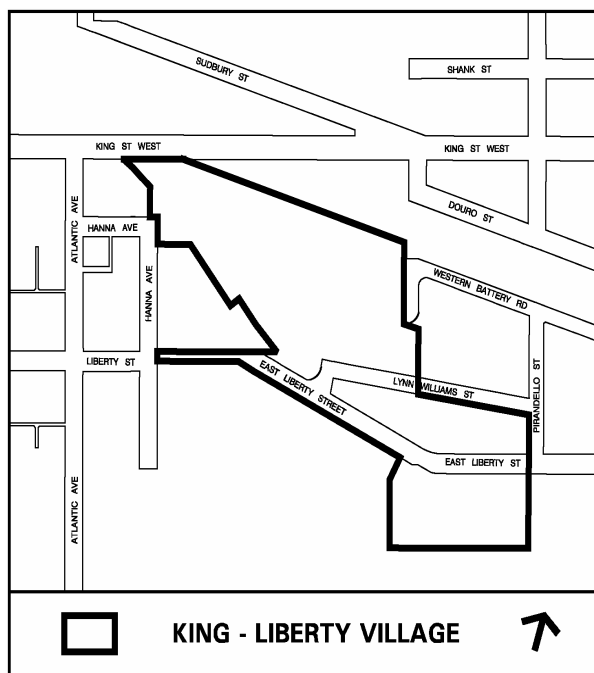 SUDBURY ST
SHANK ST
KING ST WEST
KING ST WEST
ATLANTIC AVE
HANNA AVE
DOURO ST
HANNA AVE
WESTERN BATTERY RD
LIBERTY ST
EAST LIBERTY STREET
LYNN WILLIAMS ST
PIRANDELLO ST
EAST LIBERTY ST
ATLANTIC AVE
KING - LIBERTY VILLAGE